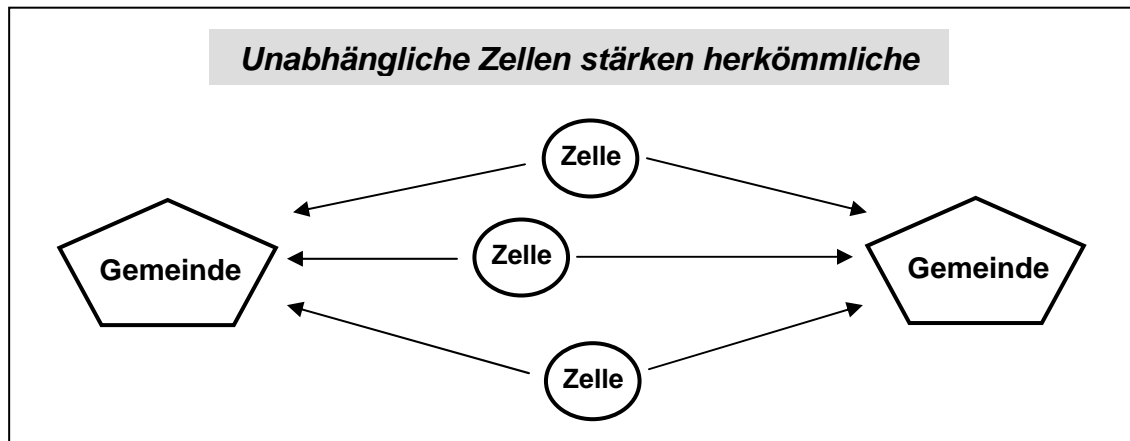 Unabhängliche Zellen stärken herkömmliche
Zelle
Gemeinde
Zelle
Gemeinde
Zelle